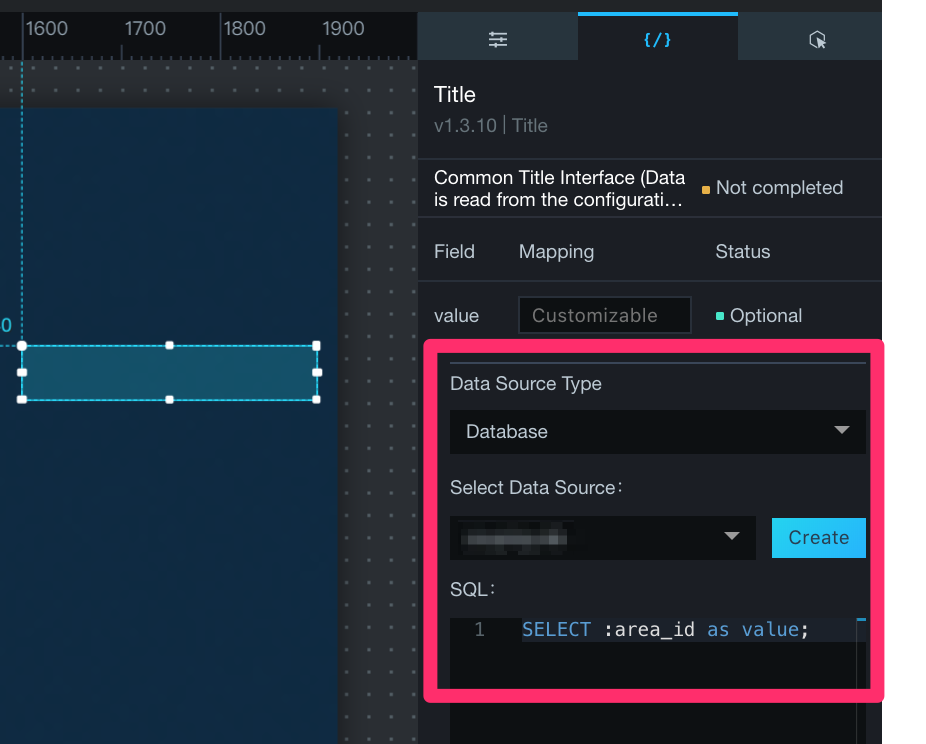 1600 1700 1800 1900
{/}
Title
v1.3.10 | Title
Common Title Interface (Data
is read from the configurati…
Not completed
Field Mapping Status
value Customizable Optional
Data Source Type
Database
Select Data Source:
Create
SQL:
1 SELECT :area_id as value;